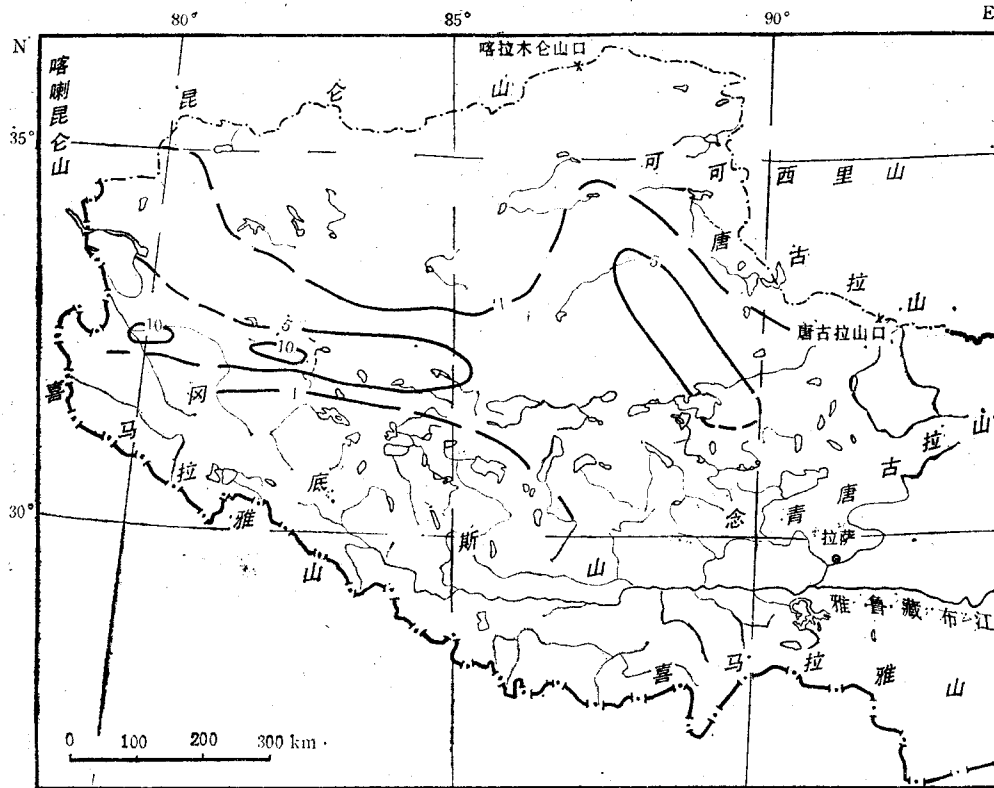 80° 85° 90° E
N
喀拉木仑山口
喀喇昆仑山
昆仑山
35°
可可西里山
唐古拉山
5
1
10
5
10
唐古拉山口
1
冈底斯山
喜马拉雅山
念青唐古拉山
30°
拉萨
雅鲁藏布江
喜马拉雅山
0 100 200 300 km